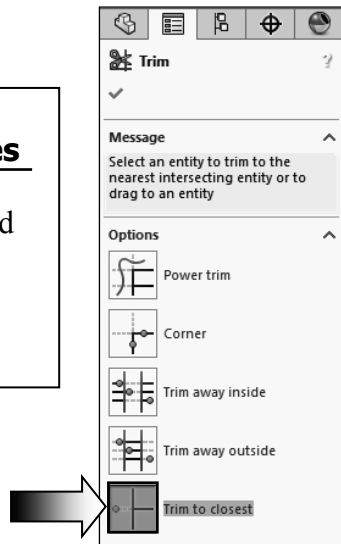 Trim
?
Message
Select an entity to trim to the
nearest intersecting entity or to
drag to an entity
Options
Power trim
Corner
Trim away inside
Trim away outside
Trim to closest